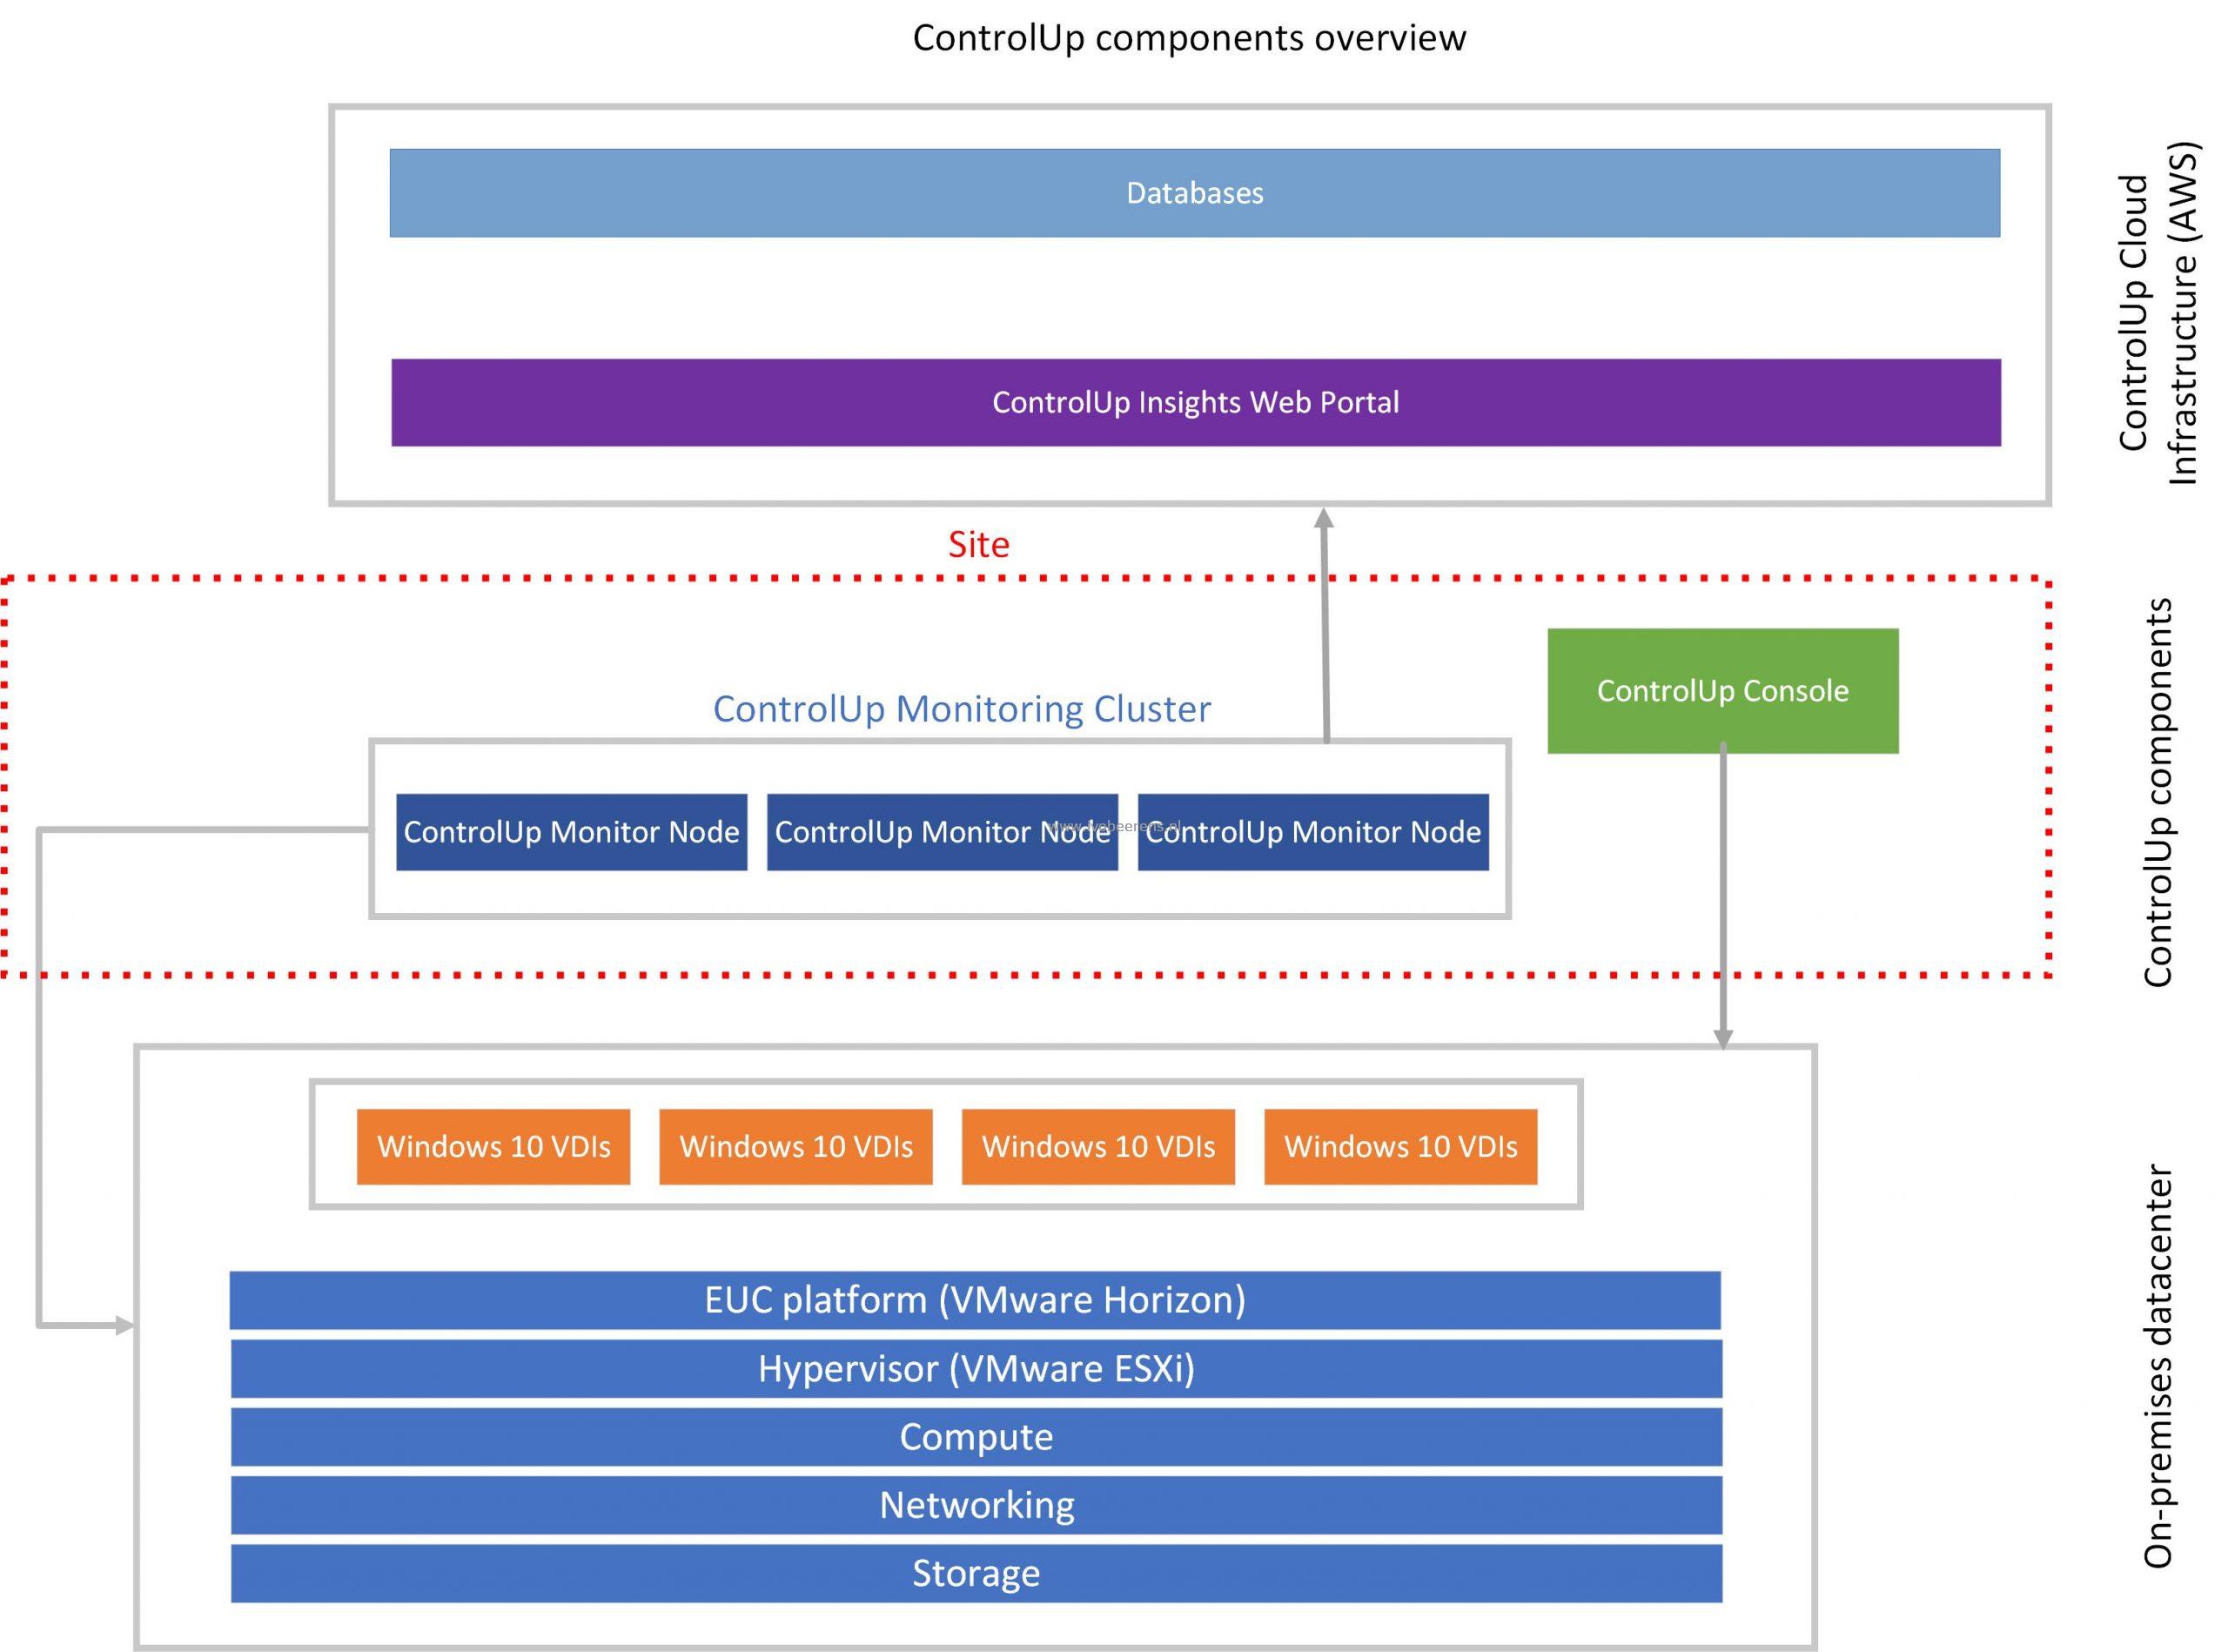 ControlUp components overview
Databases
ControlUp Insights Web Portal
ControlUp Cloud
Infrastructure (AWS)
Site
ControlUp Console
ControlUp components
ControlUp Monitoring Cluster
ControlUp Monitor Node
ControlUp Monitor Node
ControlUp Monitor Node
www.ivobeerens.nl
Windows 10 VDIs
Windows 10 VDIs
Windows 10 VDIs
Windows 10 VDIs
EUC platform (VMware Horizon)
Hypervisor (VMware ESXi)
Compute
Networking
Storage
On-premises datacenter